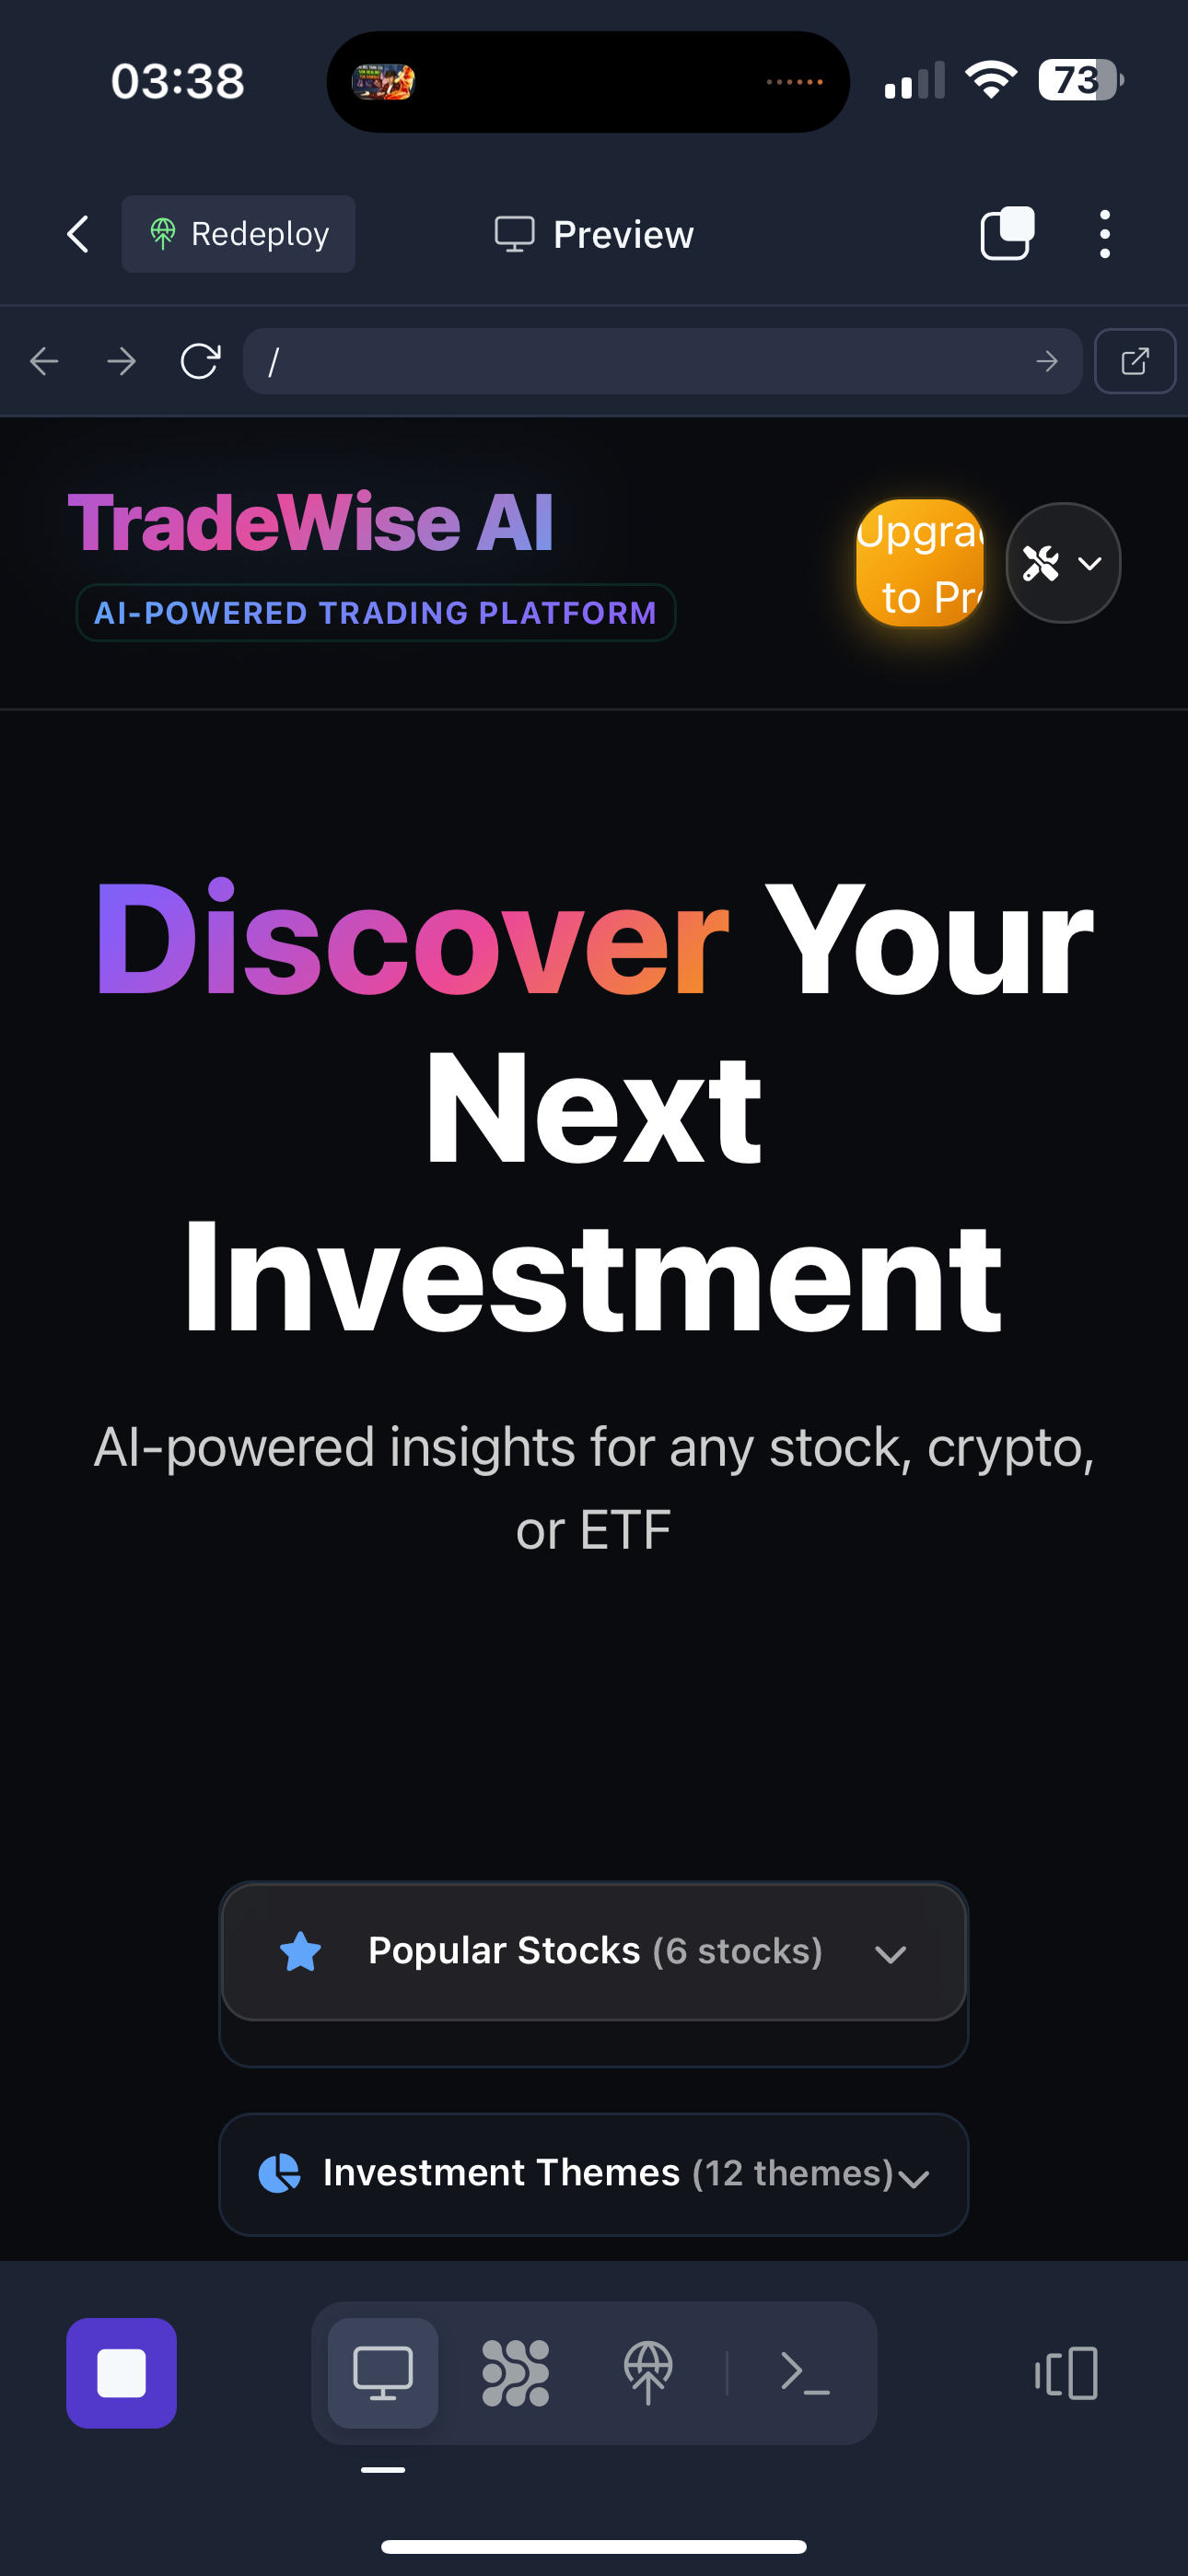 03:38
73
Redeploy
Preview
/
TradeWise AI
AI-POWERED TRADING PLATFORM
Upgra
to Pr
Discover Your
Next
Investment
AI-powered insights for any stock, crypto,
or ETF
Popular Stocks (6 stocks)
Investment Themes (12 themes)